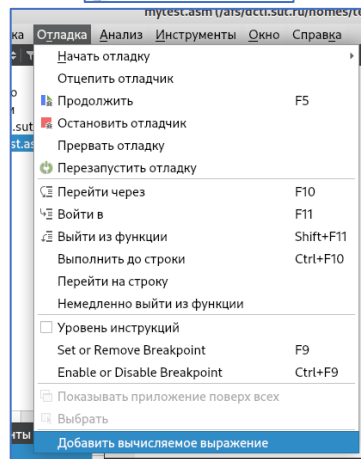 mytest.asm (/afs/dcti.sut.ru/homes/te
ка Отладка Анализ Инструменты Окно Справка
Начать отладку
Отцепить отладчик
Продолжить F5
Остановить отладчик
Прервать отладку
Перезапустить отладку
Перейти через F10
Войти в F11
Выйти из функции Shift+F11
Выполнить до строки Ctrl+F10
Перейти на строку
Немедленно выйти из функции
Уровень инструкций
Set or Remove Breakpoint F9
Enable or Disable Breakpoint Ctrl+F9
Показывать приложение поверх всех
Выбрать
Добавить вычисляемое выражение